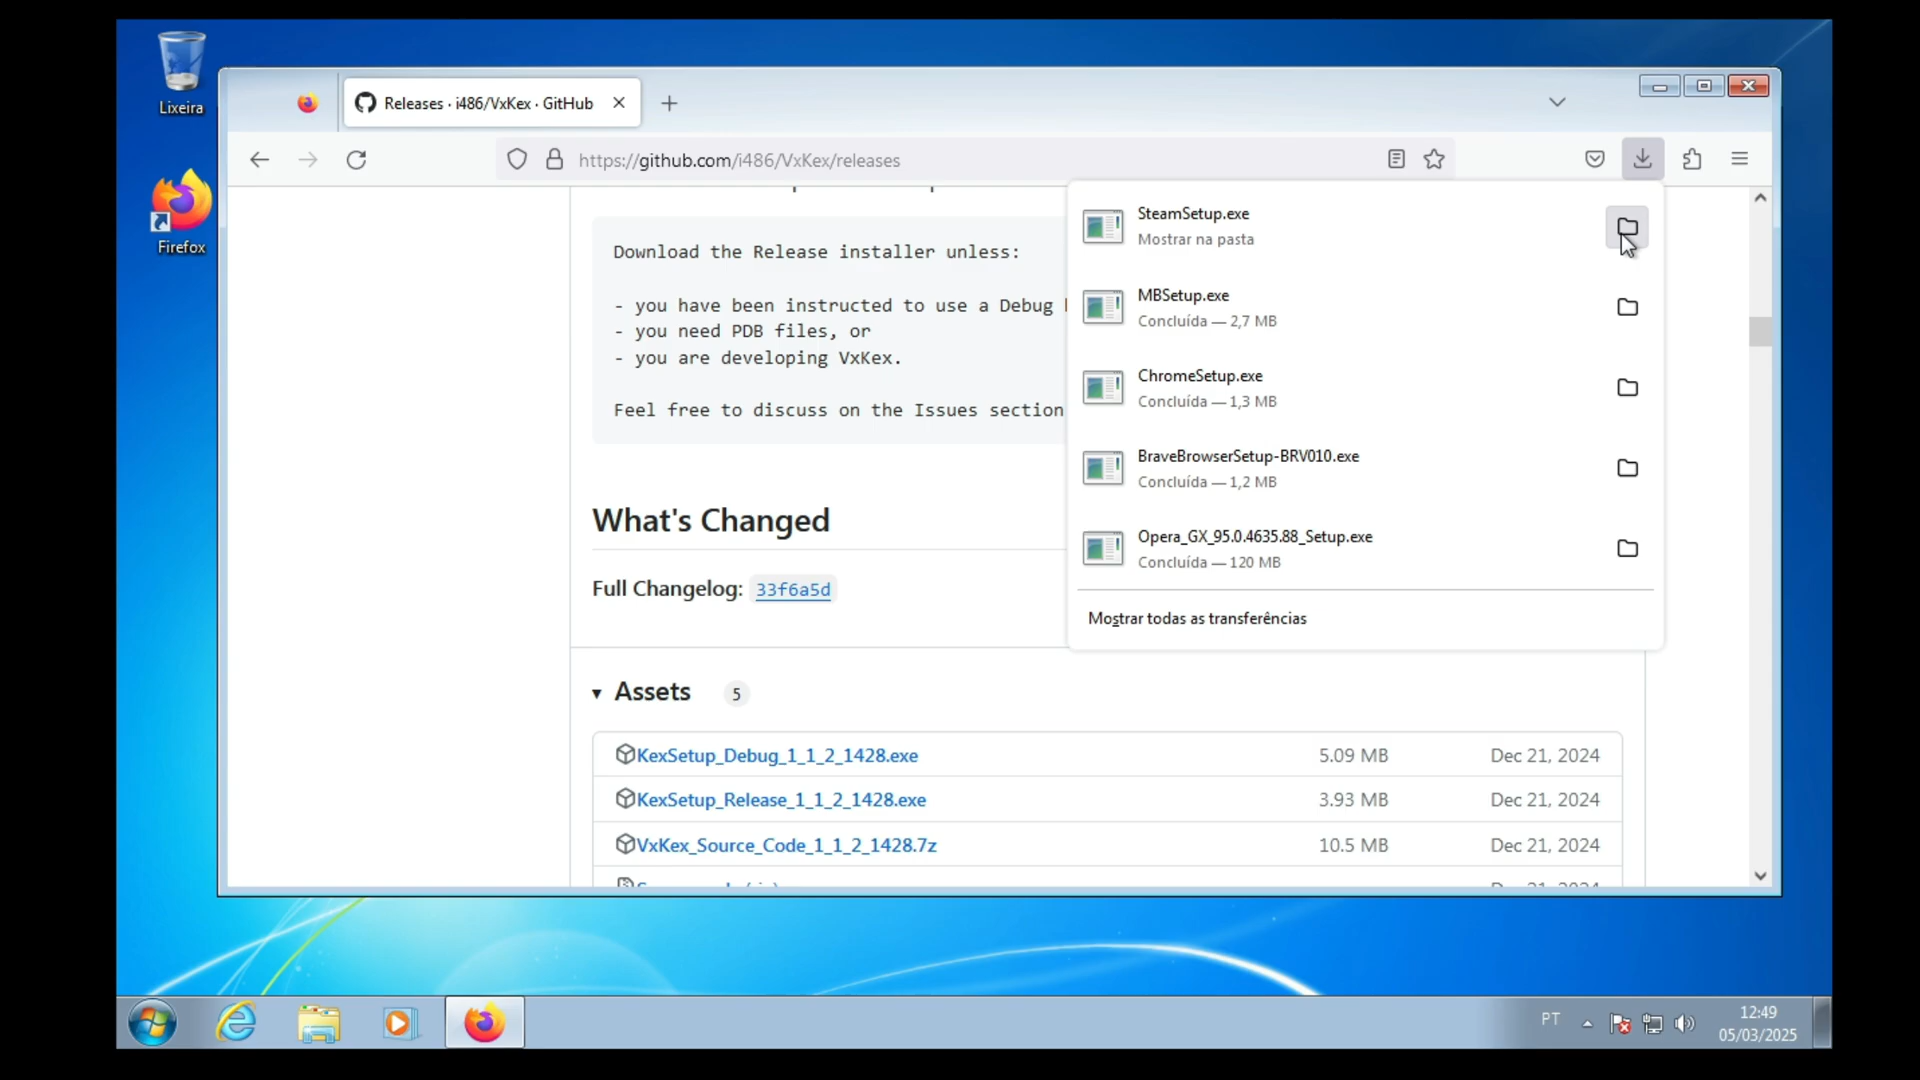 Lixeira
Firefox
Releases · i486/VxKex · GitHub
https://github.com/i486/VxKex/releases
Download the Release installer unless:
- you have been instructed to use a Debug
- you need PDB files, or
- you are developing VxKex.
Feel free to discuss on the Issues section
What's Changed
Full Changelog: 33f6a5d
Assets 5
KexSetup_Debug_1_1_2_1428.exe 5.09 MB Dec 21, 2024
KexSetup_Release_1_1_2_1428.exe 3.93 MB Dec 21, 2024
VxKex_Source_Code_1_1_2_1428.7z 10.5 MB Dec 21, 2024
SteamSetup.exe
Mostrar na pasta
MBSetup.exe
Concluída — 2,7 MB
ChromeSetup.exe
Concluída — 1,3 MB
BraveBrowserSetup-BRV010.exe
Concluída — 1,2 MB
Opera_GX_95.0.4635.88_Setup.exe
Concluída — 120 MB
Mostrar todas as transferências
PT
12:49
05/03/2025